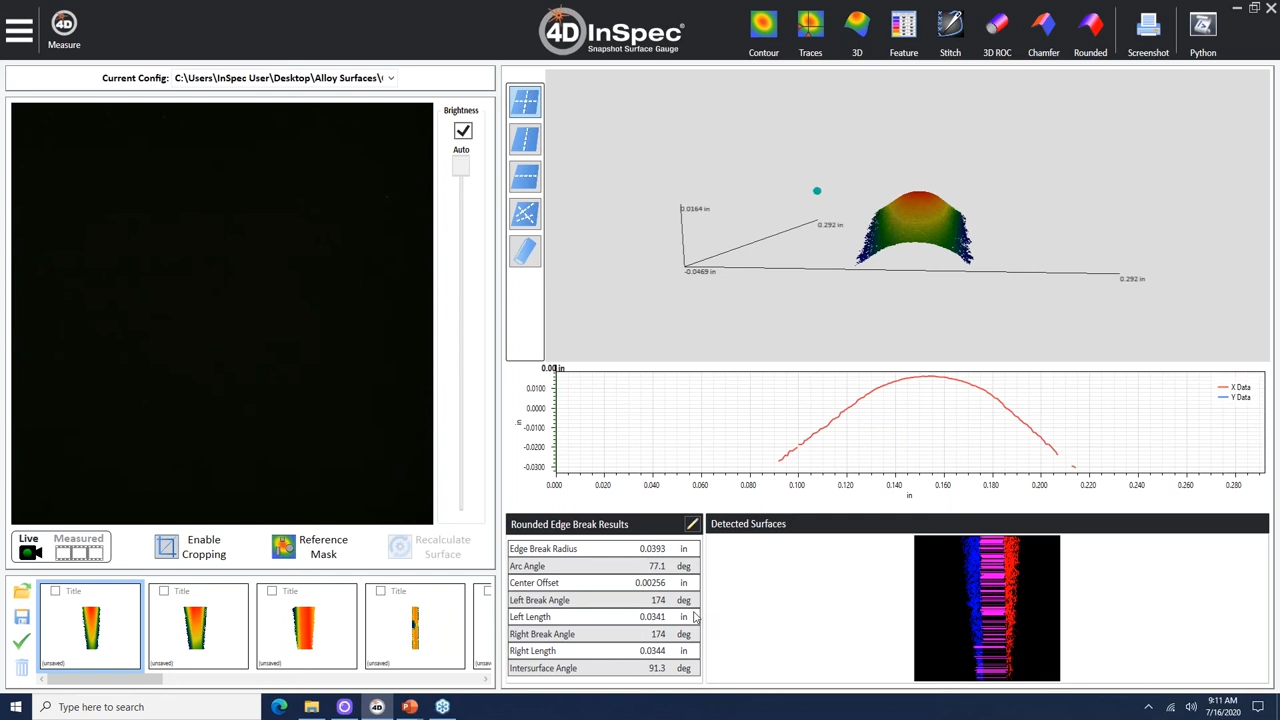 Measure
4D InSpec®
Snapshot Surface Gauge
Contour
Traces
3D
Feature
Stitch
3D ROC
Chamfer
Rounded
Screenshot
Python
Current Config: C:\Users\InSpec User\Desktop\Alloy Surfaces\
Brightness
Auto
0.0164 in
0.292 in
-0.0469 in
0.292 in
0.00 in
0.0100
0.0000
-0.0100
-0.0200
-0.0300
in
X Data
Y Data
0.000 0.020 0.040 0.060 0.080 0.100 0.120 0.140 0.160 0.180 0.200 0.220 0.240 0.260 0.280
in
Live Measured
Enable Cropping
Reference Mask
Recalculate Surface
Title Title Title Title
(unsaved) (unsaved) (unsaved) (unsaved) (uns
Rounded Edge Break Results
Edge Break Radius 0.0393 in
Arc Angle 77.1 deg
Center Offset 0.00256 in
Left Break Angle 174 deg
Left Length 0.0341 in
Right Break Angle 174 deg
Right Length 0.0344 in
Intersurface Angle 91.3 deg
Detected Surfaces
Type here to search
4D
9:11 AM
7/16/2020